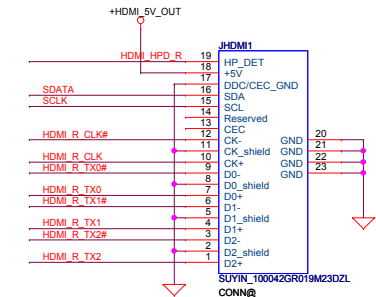 +HDMI_5V_OUT
JHDMI1
HDMI_HPD_R 19 HP_DET
18 +5V
17 DDC/CEC_GND
SDATA 16 SDA
SCLK 15 SCL
14 Reserved
13 CEC
HDMI_R_CLK# 12 CK- GND 20
11 CK_shield GND 21
HDMI_R_CLK 10 CK+ GND 22
HDMI_R_TX0# 9 D0- GND 23
8 D0_shield
HDMI_R_TX0 7 D0+
HDMI_R_TX1# 6 D1-
5 D1_shield
HDMI_R_TX1 4 D1+
HDMI_R_TX2# 3 D2-
2 D2_shield
HDMI_R_TX2 1 D2+
SUYIN_100042GR019M23DZL
CONN@